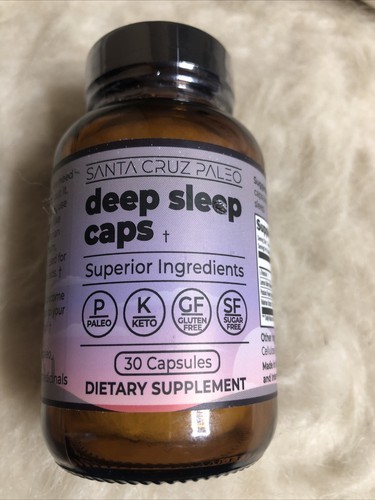 SANTA CRUZ PALEO
deep sleep
caps †
Superior Ingredients
P
PALEO
K
KETO
GF
GLUTEN
FREE
SF
SUGAR
FREE
30 Capsules
DIETARY SUPPLEMENT